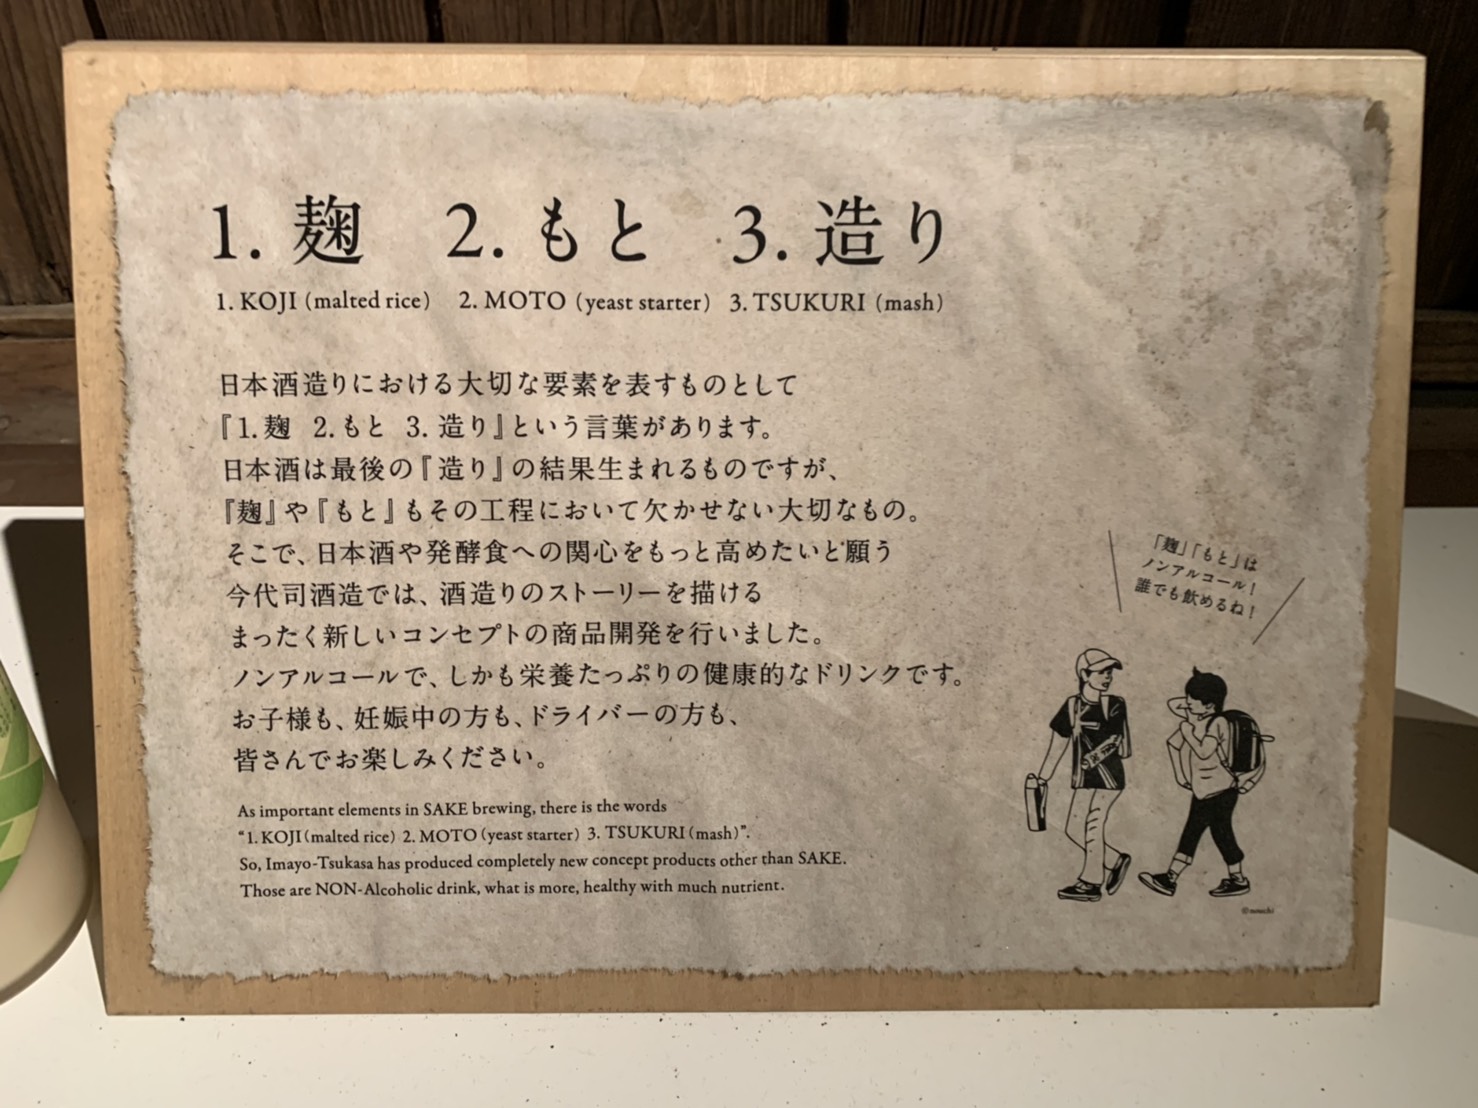 1. 麹 2. もと 3. 造り
1. KOJI (malted rice) 2. MOTO (yeast starter) 3. TSUKURI (mash)
日本酒造りにおける大切な要素を表すものとして
『1. 麹 2. もと 3. 造り』という言葉があります。
日本酒は最後の『造り』の結果生まれるものですが、
『麹』や『もと』もその工程において欠かせない大切なもの。
そこで、日本酒や発酵食への関心をもっと高めたいと願う
今代司酒造では、酒造りのストーリーを描ける
まったく新しいコンセプトの商品開発を行いました。
ノンアルコールで、しかも栄養たっぷりの健康的なドリンクです。
お子様も、妊娠中の方も、ドライバーの方も、
皆さんでお楽しみください。
As important elements in SAKE brewing, there is the words
“1. KOJI (malted rice) 2. MOTO (yeast starter) 3. TSUKURI (mash)”.
So, Imayo-Tsukasa has produced completely new concept products other than SAKE.
Those are NON-Alcoholic drink, what is more, healthy with much nutrient.
「麹」「もと」は
ノンアルコール！
誰でも飲めるね！
©nouchi